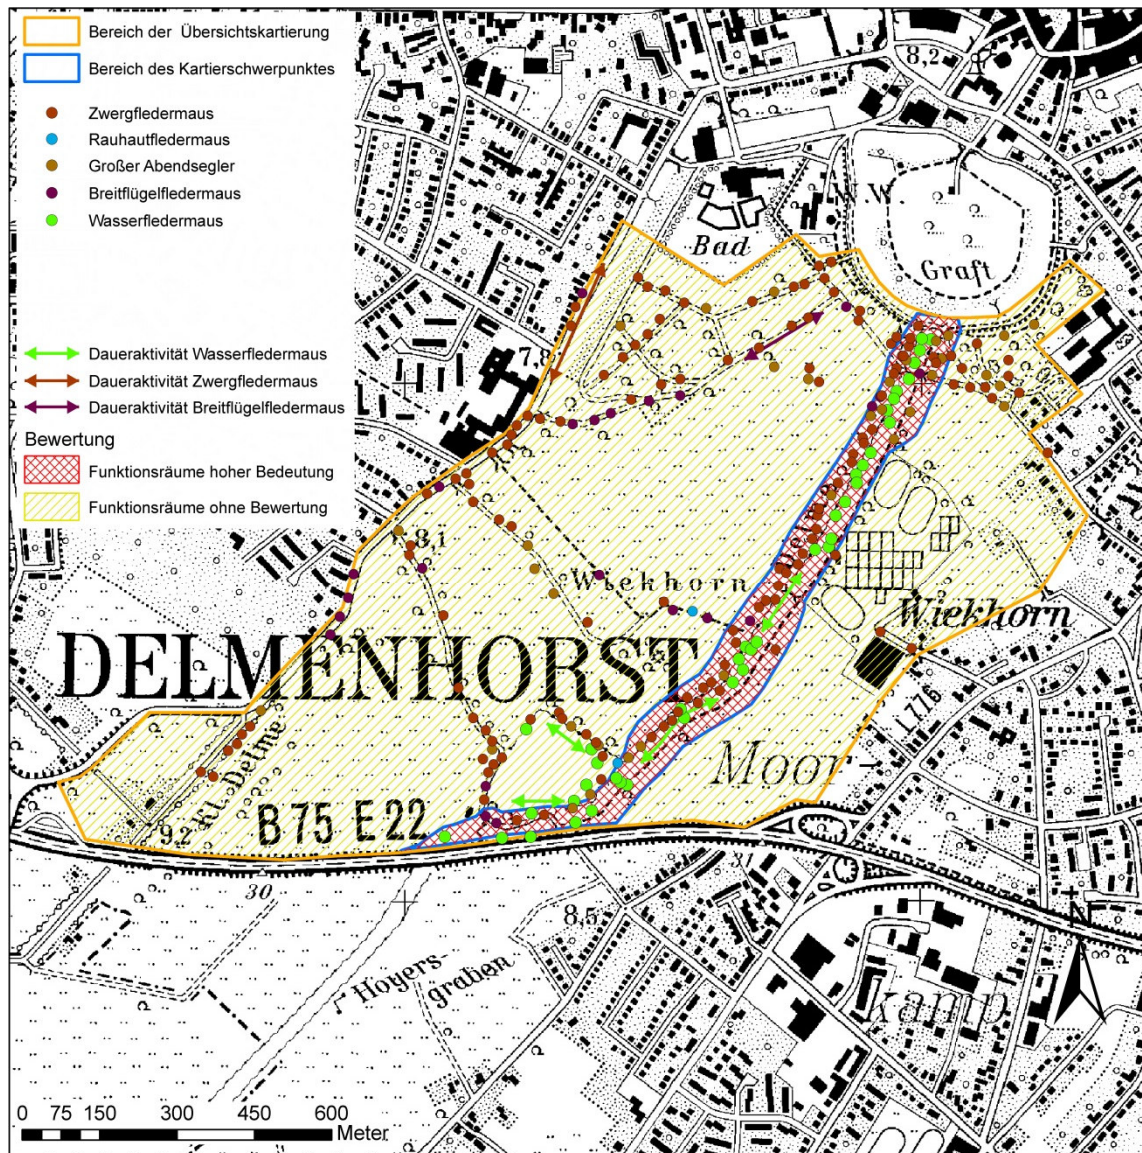 Bereich der Übersichtskartierung
Bereich des Kartierschwerpunktes
Zwergfledermaus
Rauhautfledermaus
Großer Abendsegler
Breitflügelfledermaus
Wasserfledermaus
Daueraktivität Wasserfledermaus
Daueraktivität Zwergfledermaus
Daueraktivität Breitflügelfledermaus
Bewertung
Funktionsräume hoher Bedeutung
Funktionsräume ohne Bewertung
8,2
W.W.
Bad
Graft
7,8
8,1
Wiekhorn
Wiekhorn
DELMENHORST
Moor-
Kl. Delme
B 75 E 22
9,2
30
31
8,5
Hoyers-
graben
kamp
N
0 75 150 300 450 600
Meter